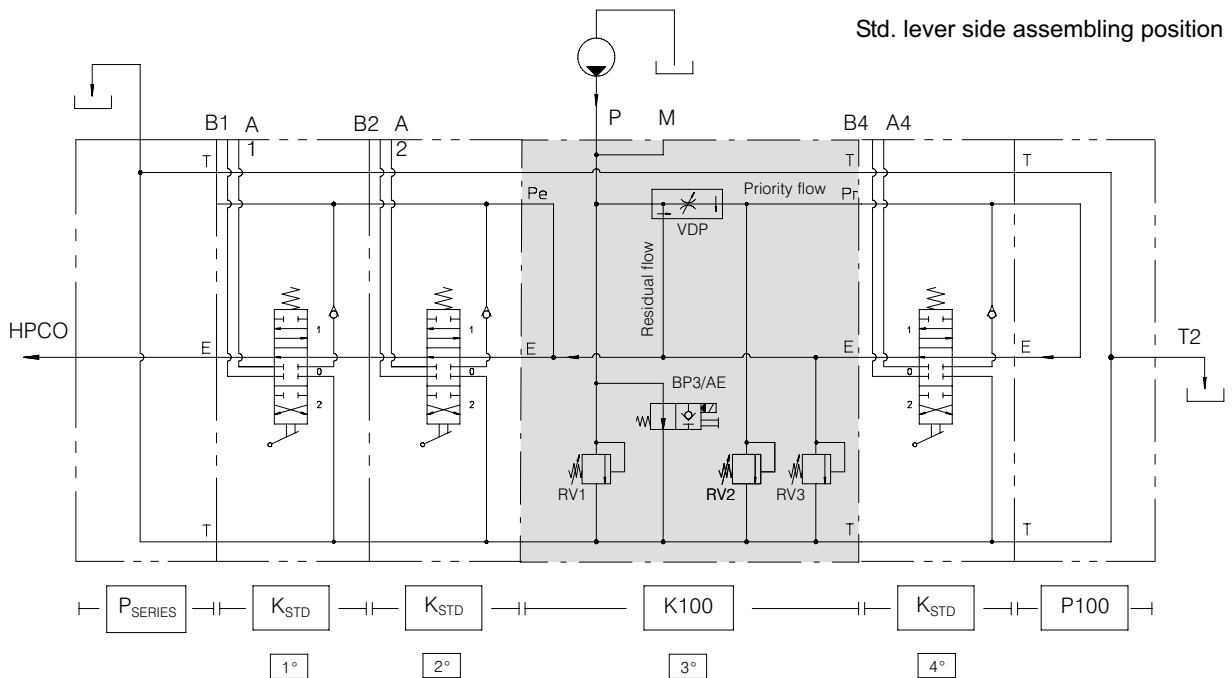 Std. lever side assembling position
P M
B1 A
1
B2 A
2
B4 A4
T T T
Pe Priority flow Pr
VDP
Residual flow
1 1 1
HPCO
E E E E
T2
0 0 0
BP3/AE
2 2 2
RV1 RV2 RV3
T T T
P SERIES K STD K STD K100 K STD P100
1° 2° 3° 4°